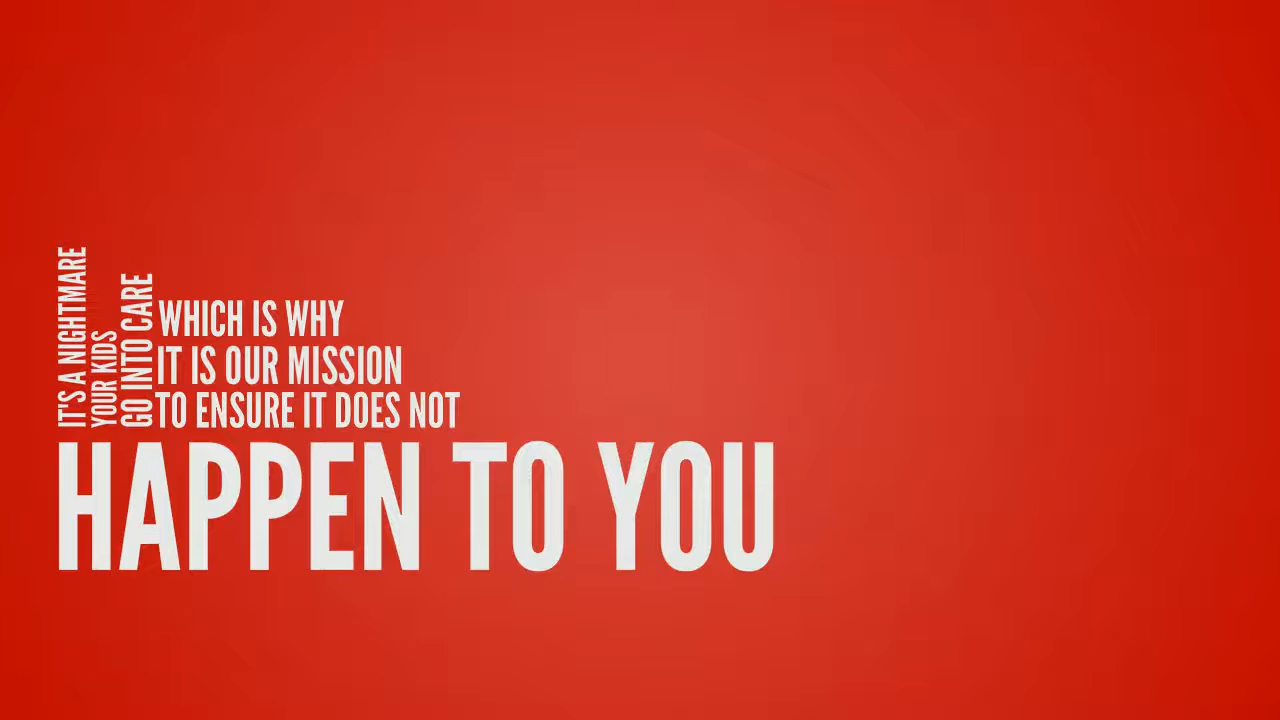 IT'S A NIGHTMARE
YOUR KIDS
GO INTO CARE
WHICH IS WHY
IT IS OUR MISSION
TO ENSURE IT DOES NOT
HAPPEN TO YOU